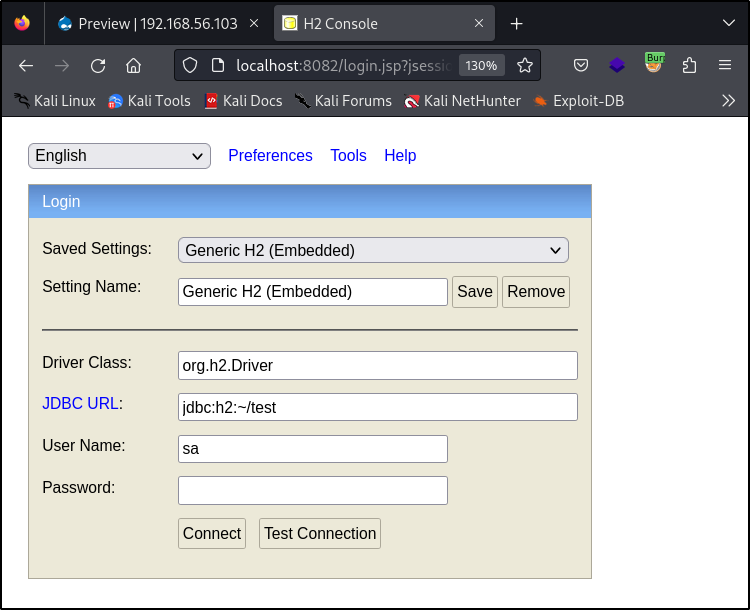 Preview | 192.168.56.103
H2 Console
localhost:8082/login.jsp?jsessi
130%
Bur
Kali Linux
Kali Tools
Kali Docs
Kali Forums
Kali NetHunter
Exploit-DB
English
Preferences
Tools
Help
Login
Saved Settings:
Generic H2 (Embedded)
Setting Name:
Generic H2 (Embedded)
Save
Remove
Driver Class:
org.h2.Driver
JDBC URL:
jdbc:h2:~/test
User Name:
sa
Password:
Connect
Test Connection